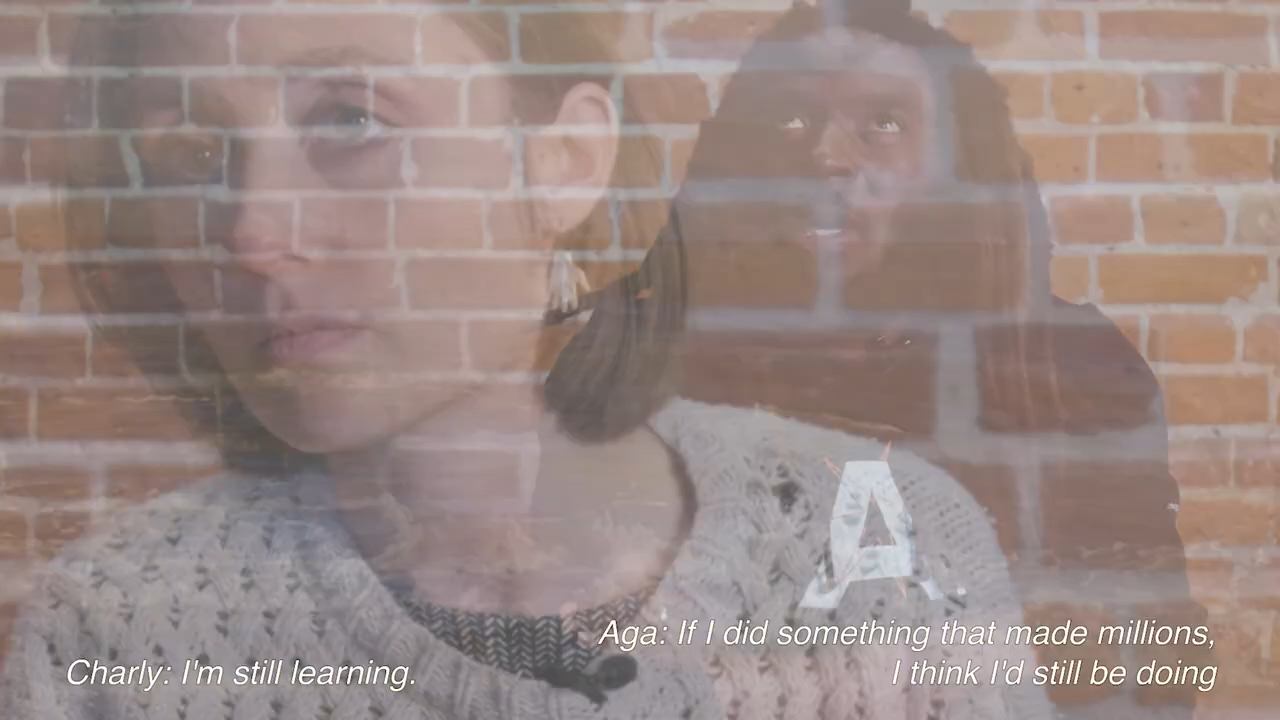 A
Aga: If I did something that made millions,
Charly: I'm still learning.
I think I'd still be doing